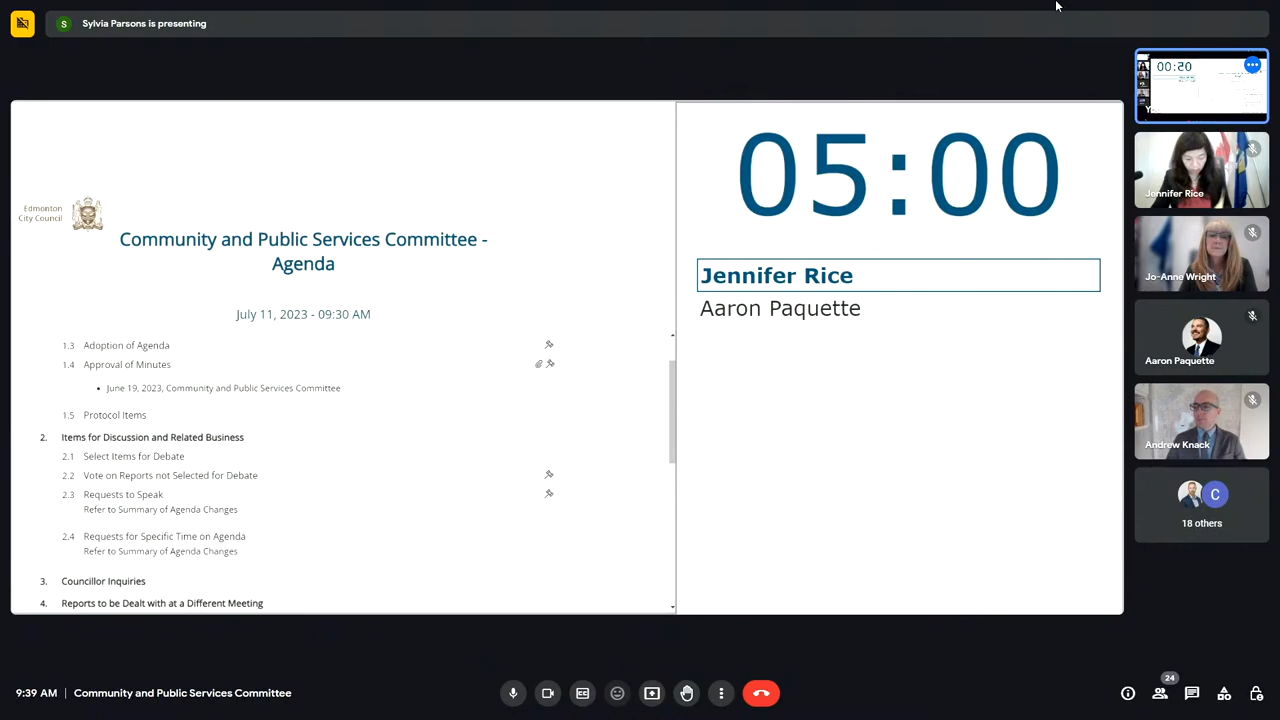 S Sylvia Parsons is presenting
Edmonton
City Council
Community and Public Services Committee -
Agenda
July 11, 2023 - 09:30 AM
1.3 Adoption of Agenda
1.4 Approval of Minutes
• June 19, 2023, Community and Public Services Committee
1.5 Protocol Items
2. Items for Discussion and Related Business
2.1 Select Items for Debate
2.2 Vote on Reports not Selected for Debate
2.3 Requests to Speak
Refer to Summary of Agenda Changes
2.4 Requests for Specific Time on Agenda
Refer to Summary of Agenda Changes
3. Councillor Inquiries
4. Reports to be Dealt with at a Different Meeting
05:00
Jennifer Rice
Aaron Paquette
Jennifer Rice
Jo-Anne Wright
Aaron Paquette
Andrew Knack
C
18 others
9:39 AM | Community and Public Services Committee
24